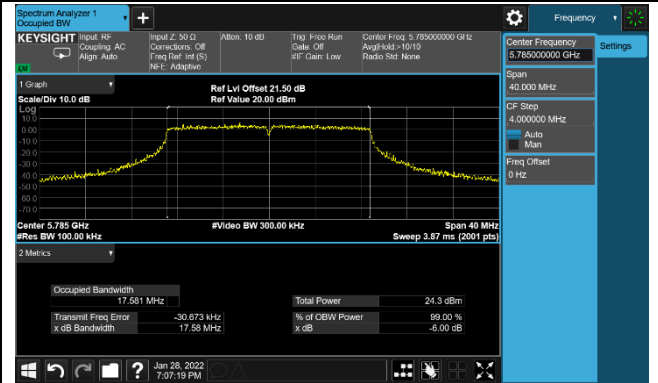 Spectrum Analyzer 1
Occupied BW
+
Frequency
KEYSIGHT
Input: RF
Coupling: AC
Align: Auto
Input Z: 50 Ω
Corrections: Off
Freq Ref: Int (S)
NFE: Adaptive
Atten: 10 dB
Trig: Free Run
Gate: Off
#IF Gain: Low
Center Freq: 5.785000000 GHz
Avg|Hold:>10/10
Radio Std: None
Center Frequency
5.785000000 GHz
Settings
Span
40.000 MHz
CF Step
4.000000 MHz
Auto
Man
Freq Offset
0 Hz
1 Graph
Scale/Div 10.0 dB
Ref Lvl Offset 21.50 dB
Ref Value 20.00 dBm
Log
10.0
0.00
-10.0
-20.0
-30.0
-40.0
-50.0
-60.0
-70.0
Center 5.785 GHz
#Res BW 100.00 kHz
#Video BW 300.00 kHz
Span 40 MHz
Sweep 3.87 ms (2001 pts)
2 Metrics
Occupied Bandwidth
17.581 MHz
Transmit Freq Error -30.673 kHz
x dB Bandwidth 17.58 MHz
Total Power 24.3 dBm
% of OBW Power 99.00 %
x dB -6.00 dB
?
Jan 28, 2022
7:07:19 PM